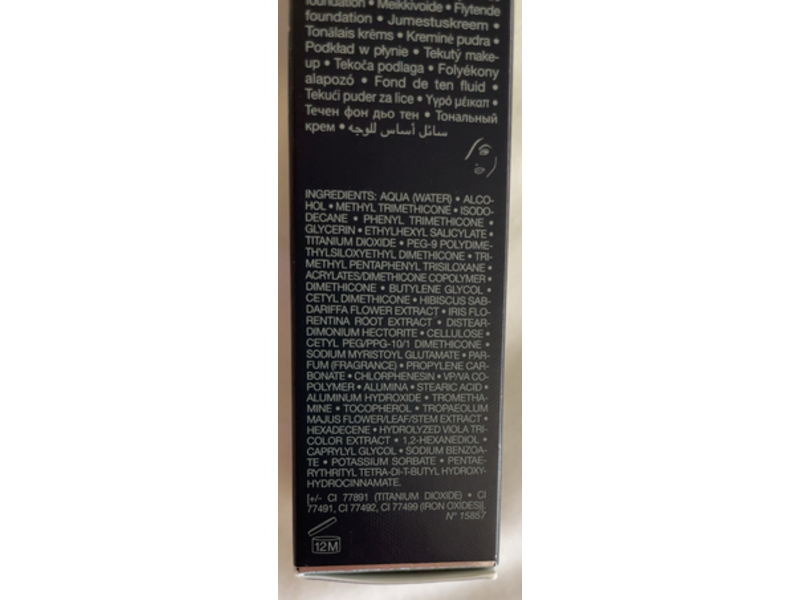 foundation • Meikkivoide • Flytende
foundation • Jumestuskreem •
Tonālais krēms • Kreminė pudra •
Podkład w płynie • Tekutý make-
up • Tekoča podlaga • Folyékony
alapozó • Fond de ten fluid •
Tekući puder za lice • Υγρό μέικαπ •
Течен фон дьо тен • Тональный
крем • سائل أساس للوجه
INGREDIENTS: AQUA (WATER) • ALCO-
HOL • METHYL TRIMETHICONE • ISODO-
DECANE • PHENYL TRIMETHICONE •
GLYCERIN • ETHYLHEXYL SALICYLATE •
TITANIUM DIOXIDE • PEG-9 POLYDIME-
THYLSILOXYETHYL DIMETHICONE • TRI-
METHYL PENTAPHENYL TRISILOXANE •
ACRYLATES/DIMETHICONE COPOLYMER •
DIMETHICONE • BUTYLENE GLYCOL •
CETYL DIMETHICONE • HIBISCUS SAB-
DARIFFA FLOWER EXTRACT • IRIS FLO-
RENTINA ROOT EXTRACT • DISTEAR-
DIMONIUM HECTORITE • CELLULOSE •
CETYL PEG/PPG-10/1 DIMETHICONE •
SODIUM MYRISTOYL GLUTAMATE • PAR-
FUM (FRAGRANCE) • PROPYLENE CAR-
BONATE • CHLORPHENESIN • VP/VA CO-
POLYMER • ALUMINA • STEARIC ACID •
ALUMINUM HYDROXIDE • TROMETHA-
MINE • TOCOPHEROL • TROPAEOLUM
MAJUS FLOWER/LEAF/STEM EXTRACT •
HEXADECENE • HYDROLYZED VIOLA TRI-
COLOR EXTRACT • 1,2-HEXANEDIOL •
CAPRYLYL GLYCOL • SODIUM BENZOA-
TE • POTASSIUM SORBATE • PENTAE-
RYTHRITYL TETRA-DI-T-BUTYL HYDROXY-
HYDROCINNAMATE.
[+/- CI 77891 (TITANIUM DIOXIDE) • CI
77491, CI 77492, CI 77499 (IRON OXIDES)].
N° 15857
12M